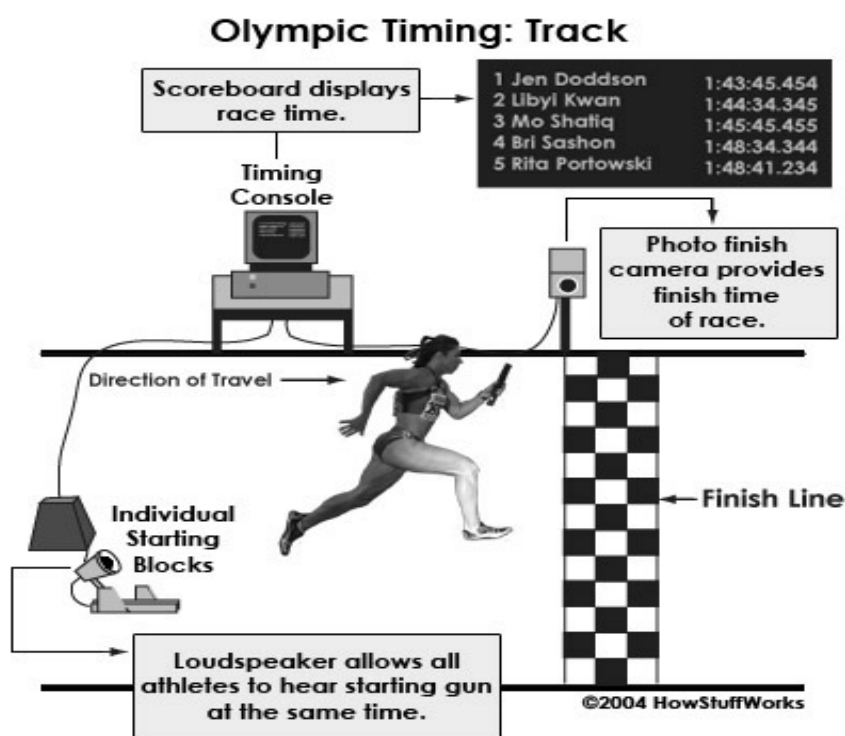 Olympic Timing: Track
Scoreboard displays
race time.
1 Jen Doddson 1:43:45.454
2 Libyl Kwan 1:44:34.345
3 Mo Shatiq 1:45:45.455
4 Bri Sashon 1:48:34.344
5 Rita Portowski 1:48:41.234
Timing
Console
Photo finish
camera provides
finish time
of race.
Direction of Travel
Finish Line
Individual
Starting
Blocks
Loudspeaker allows all
athletes to hear starting gun
at the same time.
©2004 HowStuffWorks